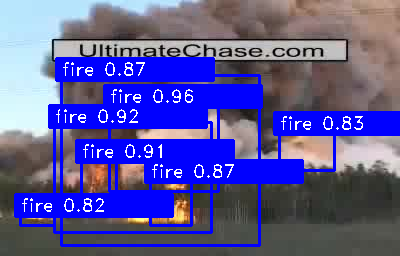 UltimateChase.com
fire 0.87
fire 0.96
fire 0.92
fire 0.83
fire 0.91
fire 0.87
fire 0.82